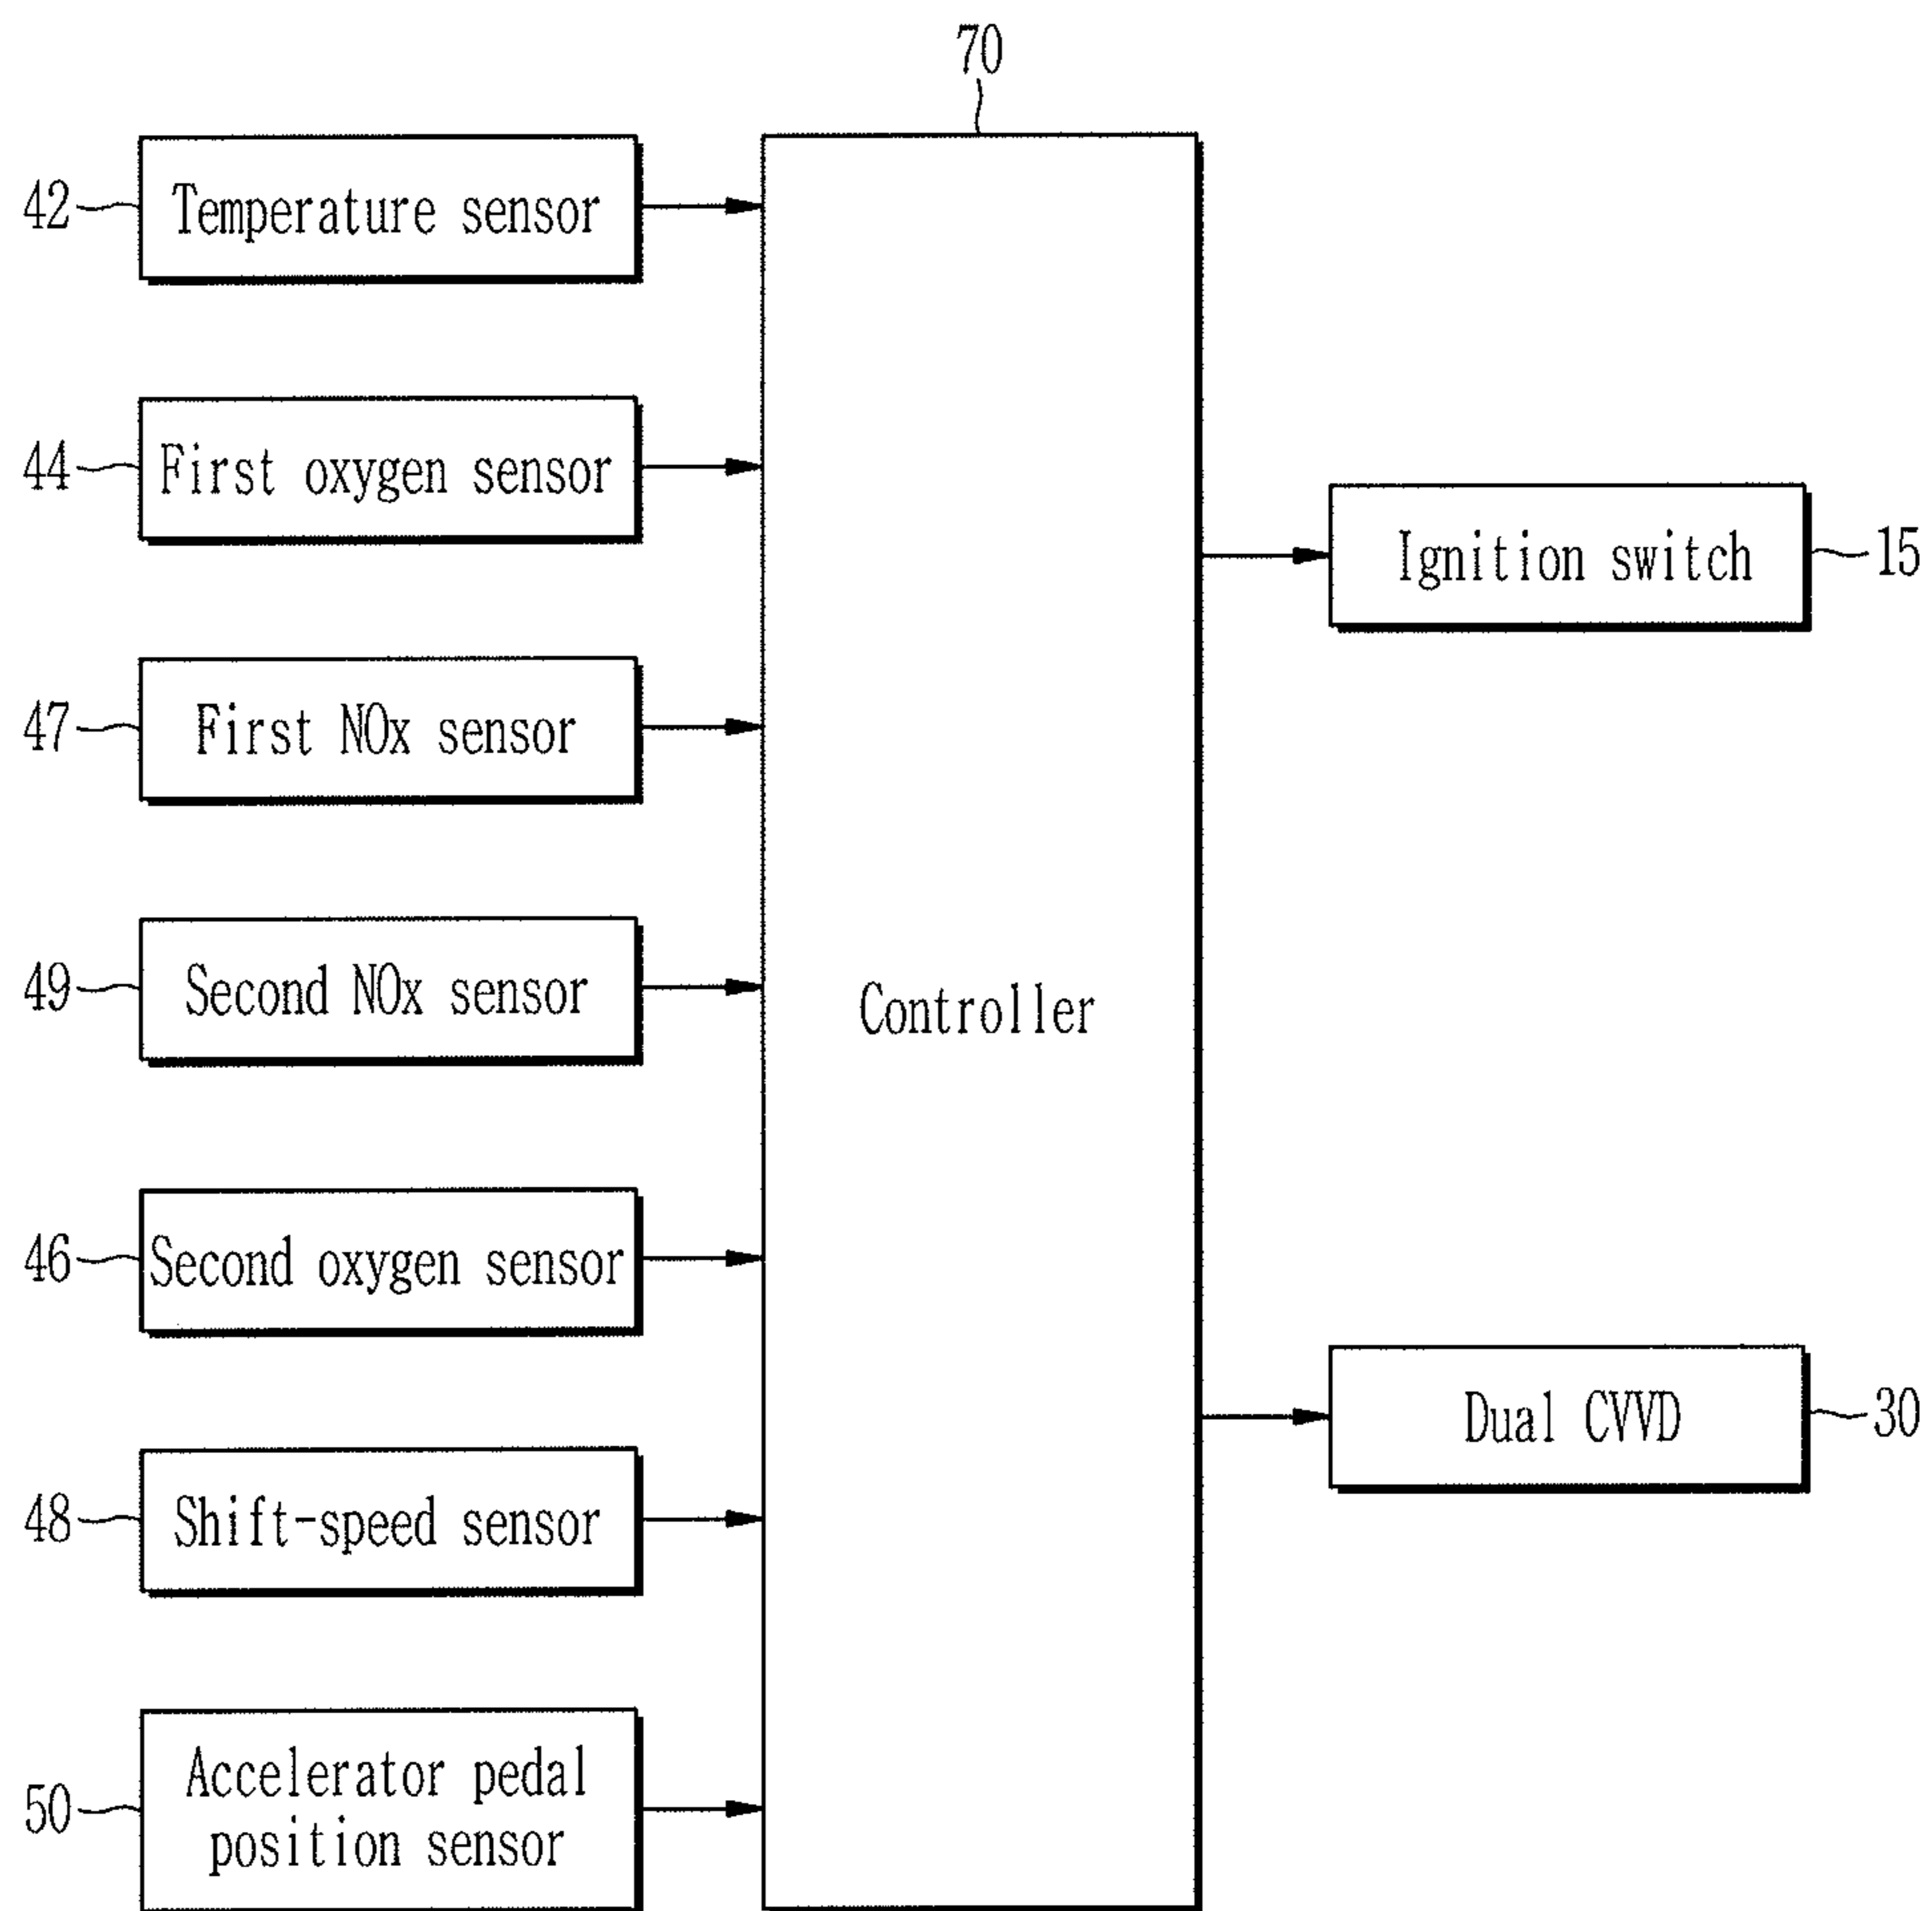 70
42
Temperature sensor
44
First oxygen sensor
47
First NOx sensor
49
Second NOx sensor
46
Second oxygen sensor
48
Shift-speed sensor
50
Accelerator pedal
position sensor
Controller
Ignition switch
15
Dual CVVD
30